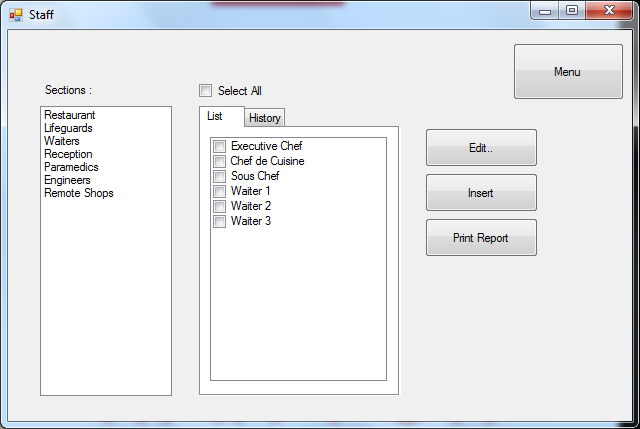 Staff
Menu
Sections :
Select All
Restaurant
Lifeguards
Waiters
Reception
Paramedics
Engineers
Remote Shops
List
History
Executive Chef
Chef de Cuisine
Sous Chef
Waiter 1
Waiter 2
Waiter 3
Edit..
Insert
Print Report